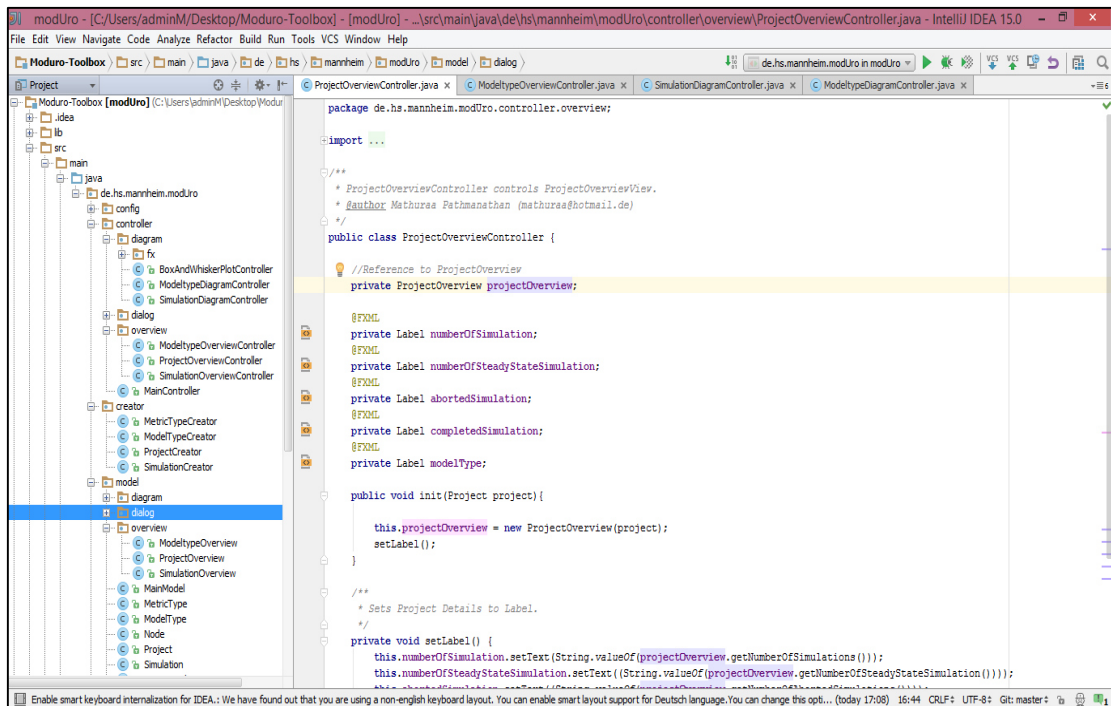 modUro - [C:/Users/adminM/Desktop/Moduro-Toolbox] - [modUro] - ...\src\main\java\de\hs\mannheim\modUro\controller\overview\ProjectOverviewController.java - IntelliJ IDEA 15.0
File Edit View Navigate Code Analyze Refactor Build Run Tools VCS Window Help
Moduro-Toolbox src main java de hs mannheim modUro model dialog de.hs.mannheim.modUro in modUro VCS VCS
Project
ProjectOverviewController.java × ModeltypeOverviewController.java × SimulationDiagramController.java × ModeltypeDiagramController.java ×
Moduro-Toolbox [modUro] (C:\Users\adminM\Desktop\Modur
.idea
lib
src
main
java
de.hs.mannheim.modUro
config
controller
diagram
fx
BoxAndWhiskerPlotController
ModeltypeDiagramController
SimulationDiagramController
dialog
overview
ModeltypeOverviewController
ProjectOverviewController
SimulationOverviewController
MainController
creator
MetricTypeCreator
ModelTypeCreator
ProjectCreator
SimulationCreator
model
diagram
dialog
overview
ModeltypeOverview
ProjectOverview
SimulationOverview
MainModel
MetricType
ModelType
Node
Project
Simulation
package de.hs.mannheim.modUro.controller.overview;
import ...
/**
* ProjectOverviewController controls ProjectOverviewView.
* @author Mathuraa Pathmanathan (mathuraa@hotmail.de)
*/
public class ProjectOverviewController {
//Reference to ProjectOverview
private ProjectOverview projectOverview;
@FXML
private Label numberOfSimulation;
@FXML
private Label numberOfSteadyStateSimulation;
@FXML
private Label abortedSimulation;
@FXML
private Label completedSimulation;
@FXML
private Label modelType;
public void init(Project project){
this.projectOverview = new ProjectOverview(project);
setLabel();
}
/**
* Sets Project Details to Label.
*/
private void setLabel() {
this.numberOfSimulation.setText(String.valueOf(projectOverview.getNumberOfSimulations()));
this.numberOfSteadyStateSimulation.setText((String.valueOf(projectOverview.getNumberOfSteadyStateSimulation())));
Enable smart keyboard internalization for IDEA.: We have found out that you are using a non-english keyboard layout. You can enable smart layout support for Deutsch language.You can change this opti... (today 17:08) 16:44 CRLF UTF-8 Git: master